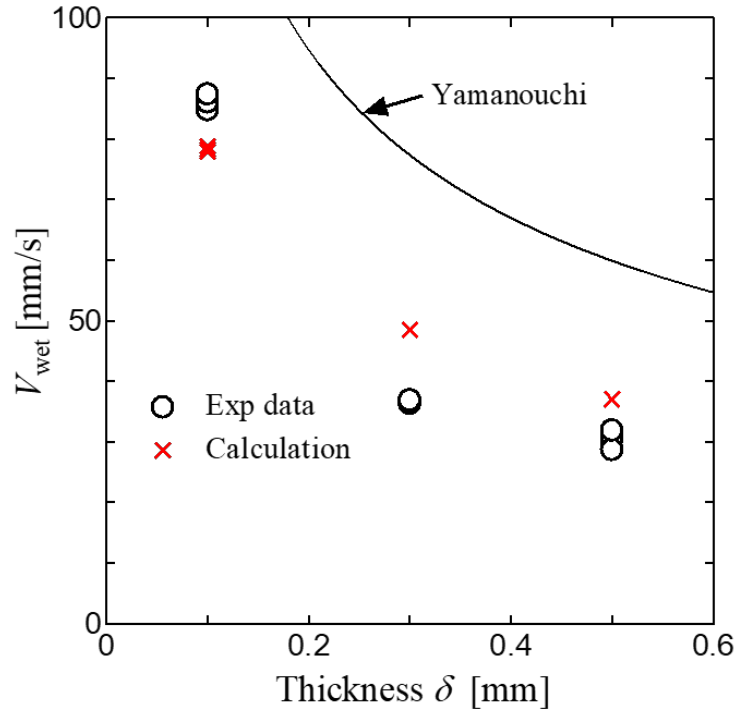 100
Yamanouchi
V_wet [mm/s]
50
Exp data
Calculation
0
0 0.2 0.4 0.6
Thickness δ [mm]